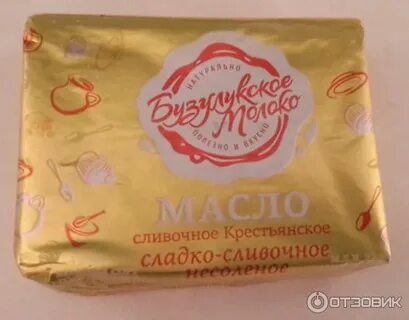 НАТУРАЛЬНО
Бузулукское
Молоко
ПОЛЕЗНО И ВКУСНО
МАСЛО
СЛИВОЧНОЕ Крестьянское
сладко-сливочное
несоленое
ОТЗОВИК